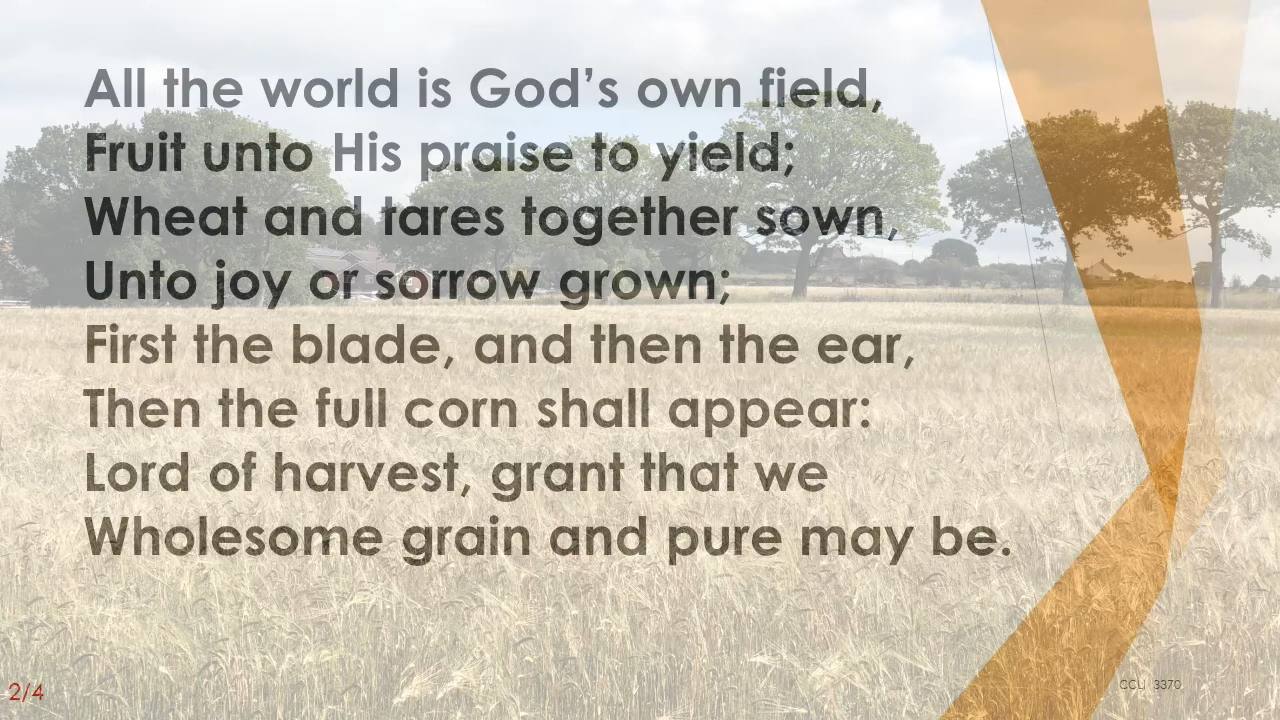 All the world is God’s own field,
Fruit unto His praise to yield;
Wheat and tares together sown,
Unto joy or sorrow grown;
First the blade, and then the ear,
Then the full corn shall appear:
Lord of harvest, grant that we
Wholesome grain and pure may be.
2/4
CCLI 3370